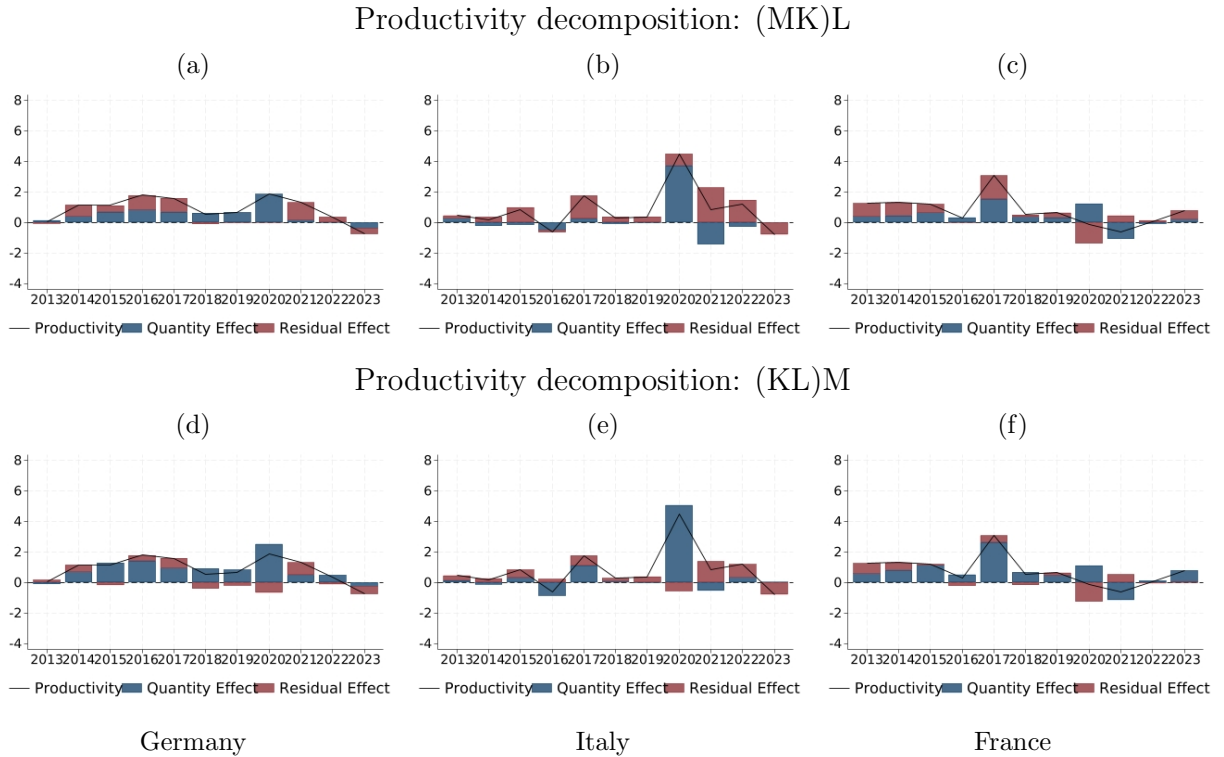 Productivity decomposition: (MK)L
(a) (b) (c)
8 8 8
6 6 6
4 4 4
2 2 2
0 0 0
-2 -2 -2
-4 -4 -4
2013 2014 2015 2016 2017 2018 2019 2020 2021 2022 2023 2013 2014 2015 2016 2017 2018 2019 2020 2021 2022 2023 2013 2014 2015 2016 2017 2018 2019 2020 2021 2022 2023
Productivity Quantity Effect Residual Effect Productivity Quantity Effect Residual Effect Productivity Quantity Effect Residual Effect
Productivity decomposition: (KL)M
(d) (e) (f)
8 8 8
6 6 6
4 4 4
2 2 2
0 0 0
-2 -2 -2
-4 -4 -4
2013 2014 2015 2016 2017 2018 2019 2020 2021 2022 2023 2013 2014 2015 2016 2017 2018 2019 2020 2021 2022 2023 2013 2014 2015 2016 2017 2018 2019 2020 2021 2022 2023
Productivity Quantity Effect Residual Effect Productivity Quantity Effect Residual Effect Productivity Quantity Effect Residual Effect
Germany Italy France